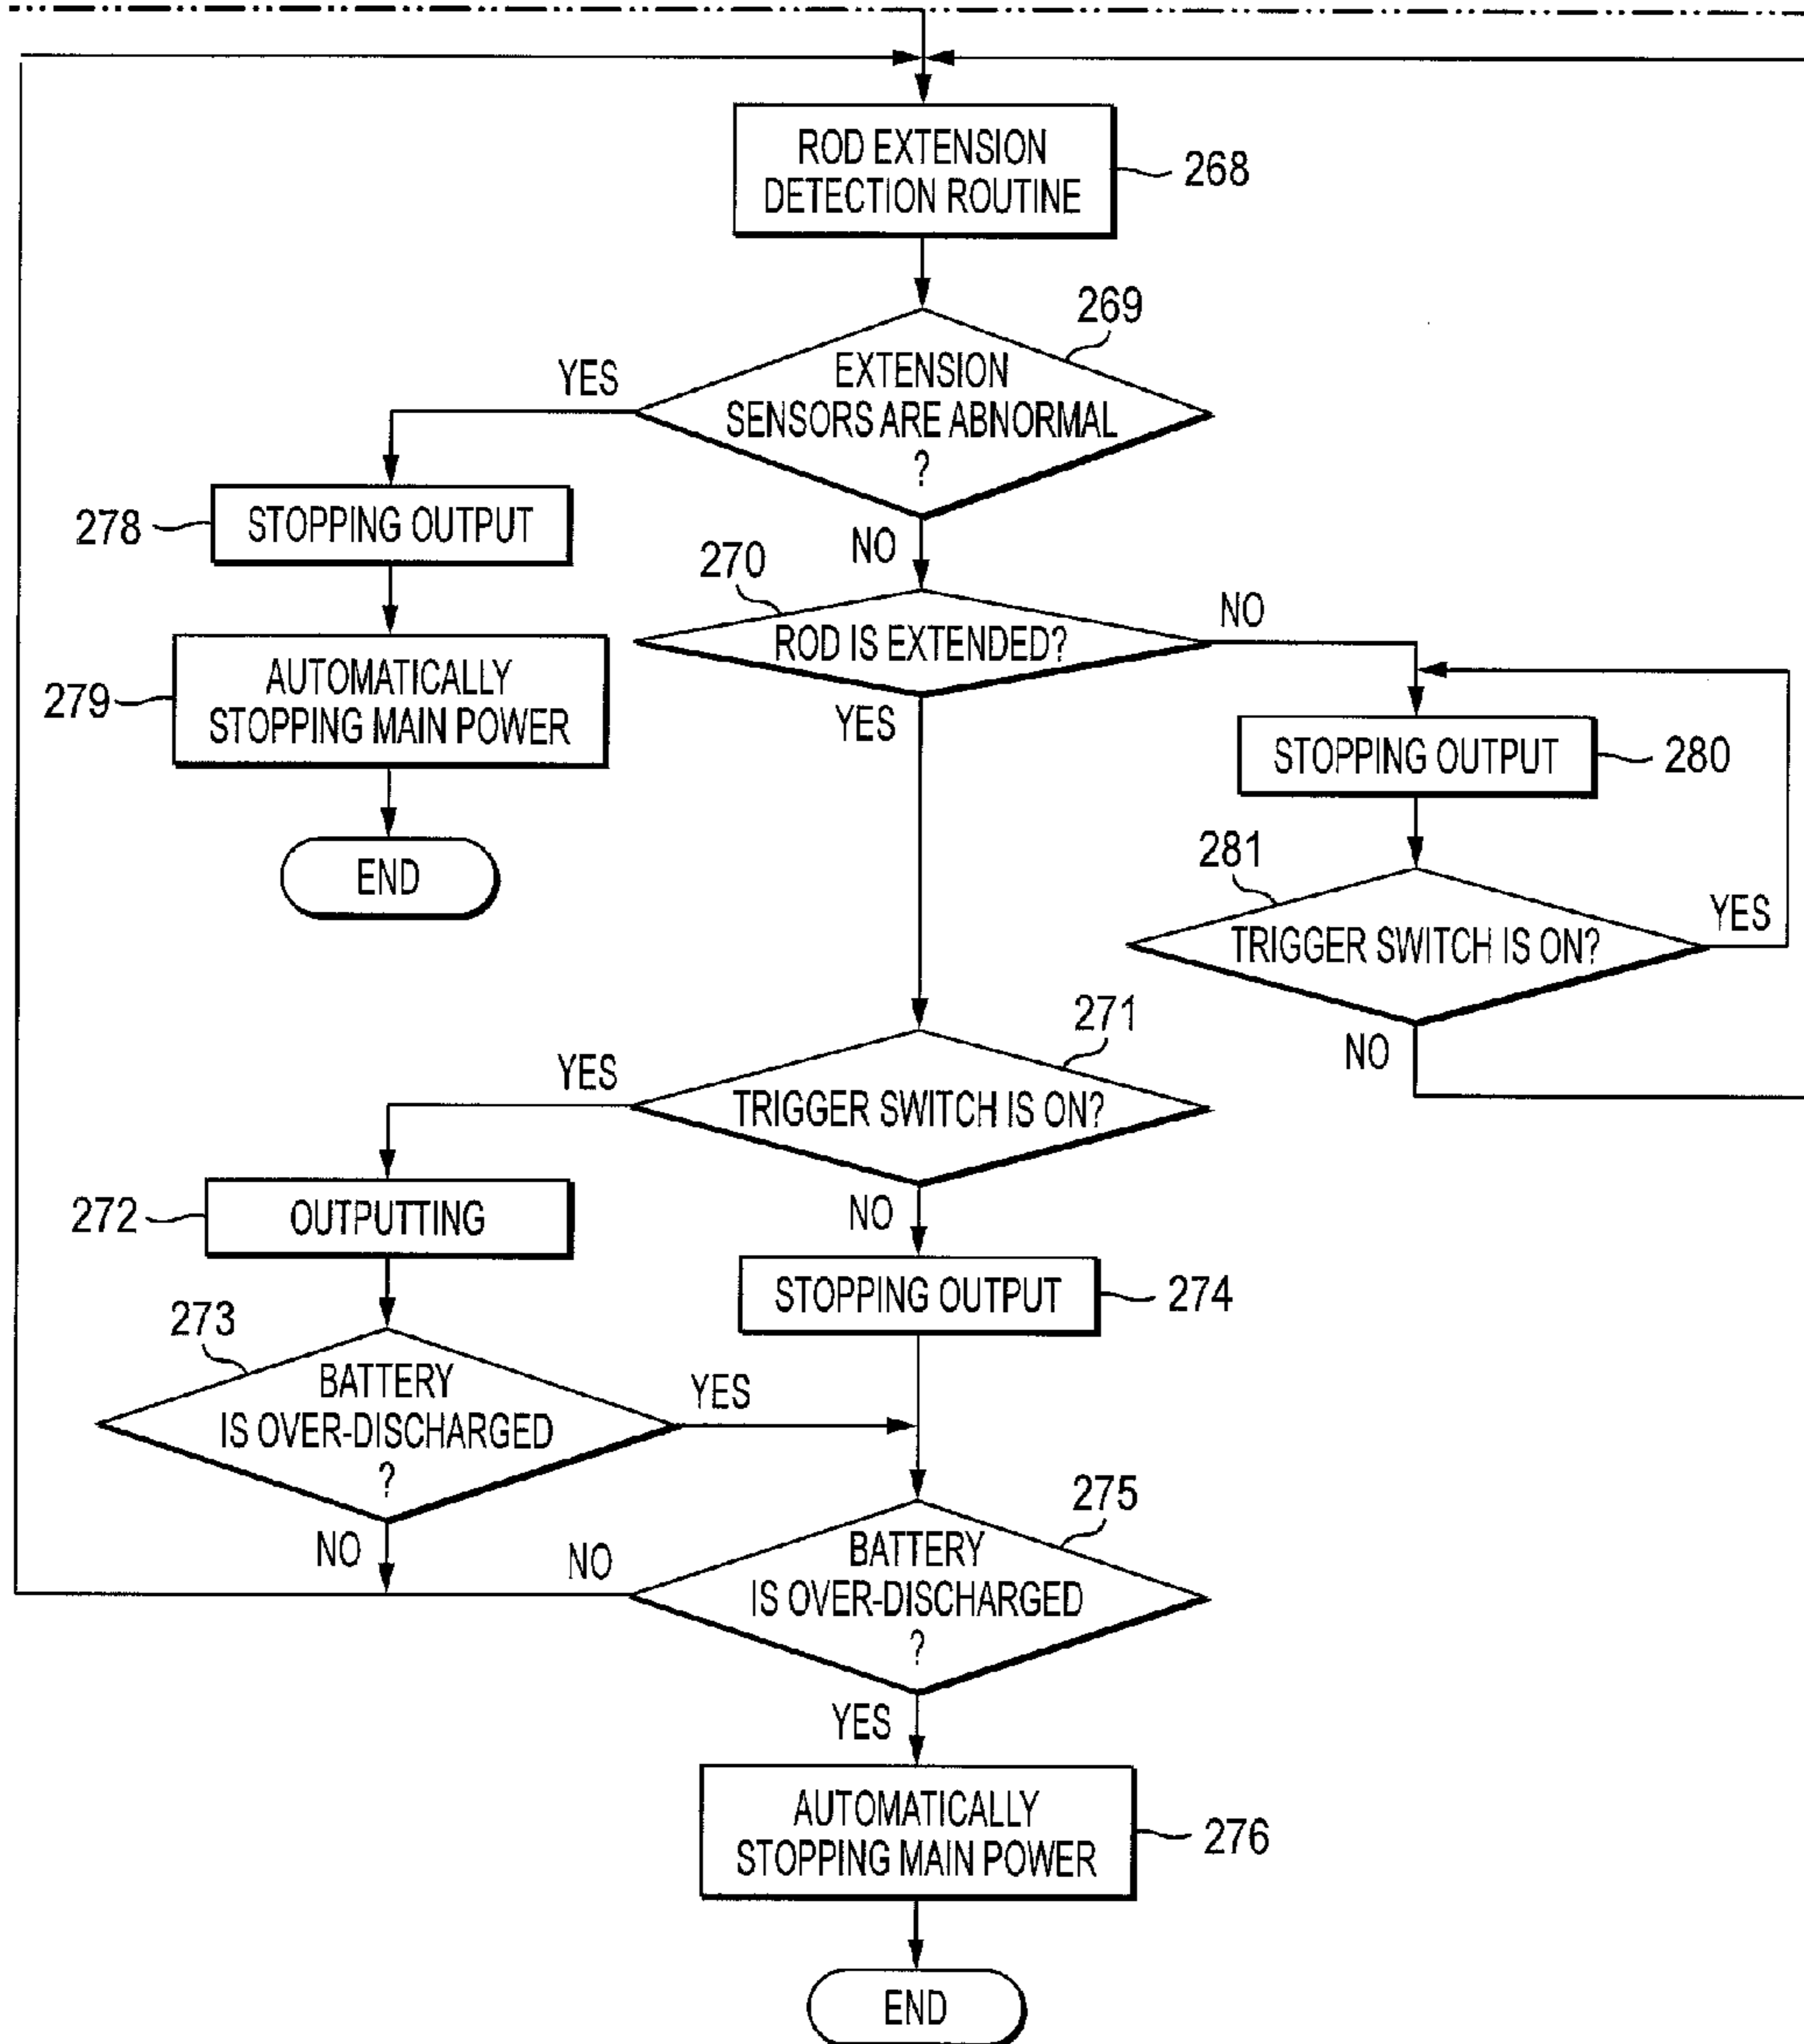 ROD EXTENSION
DETECTION ROUTINE
268
269
EXTENSION
SENSORS ARE ABNORMAL
?
YES
NO
278
STOPPING OUTPUT
279
AUTOMATICALLY
STOPPING MAIN POWER
END
270
ROD IS EXTENDED?
NO
YES
STOPPING OUTPUT
280
281
TRIGGER SWITCH IS ON?
YES
NO
271
TRIGGER SWITCH IS ON?
YES
NO
272
OUTPUTTING
STOPPING OUTPUT
274
273
BATTERY
IS OVER-DISCHARGED
?
YES
NO
275
BATTERY
IS OVER-DISCHARGED
?
NO
YES
AUTOMATICALLY
STOPPING MAIN POWER
276
END